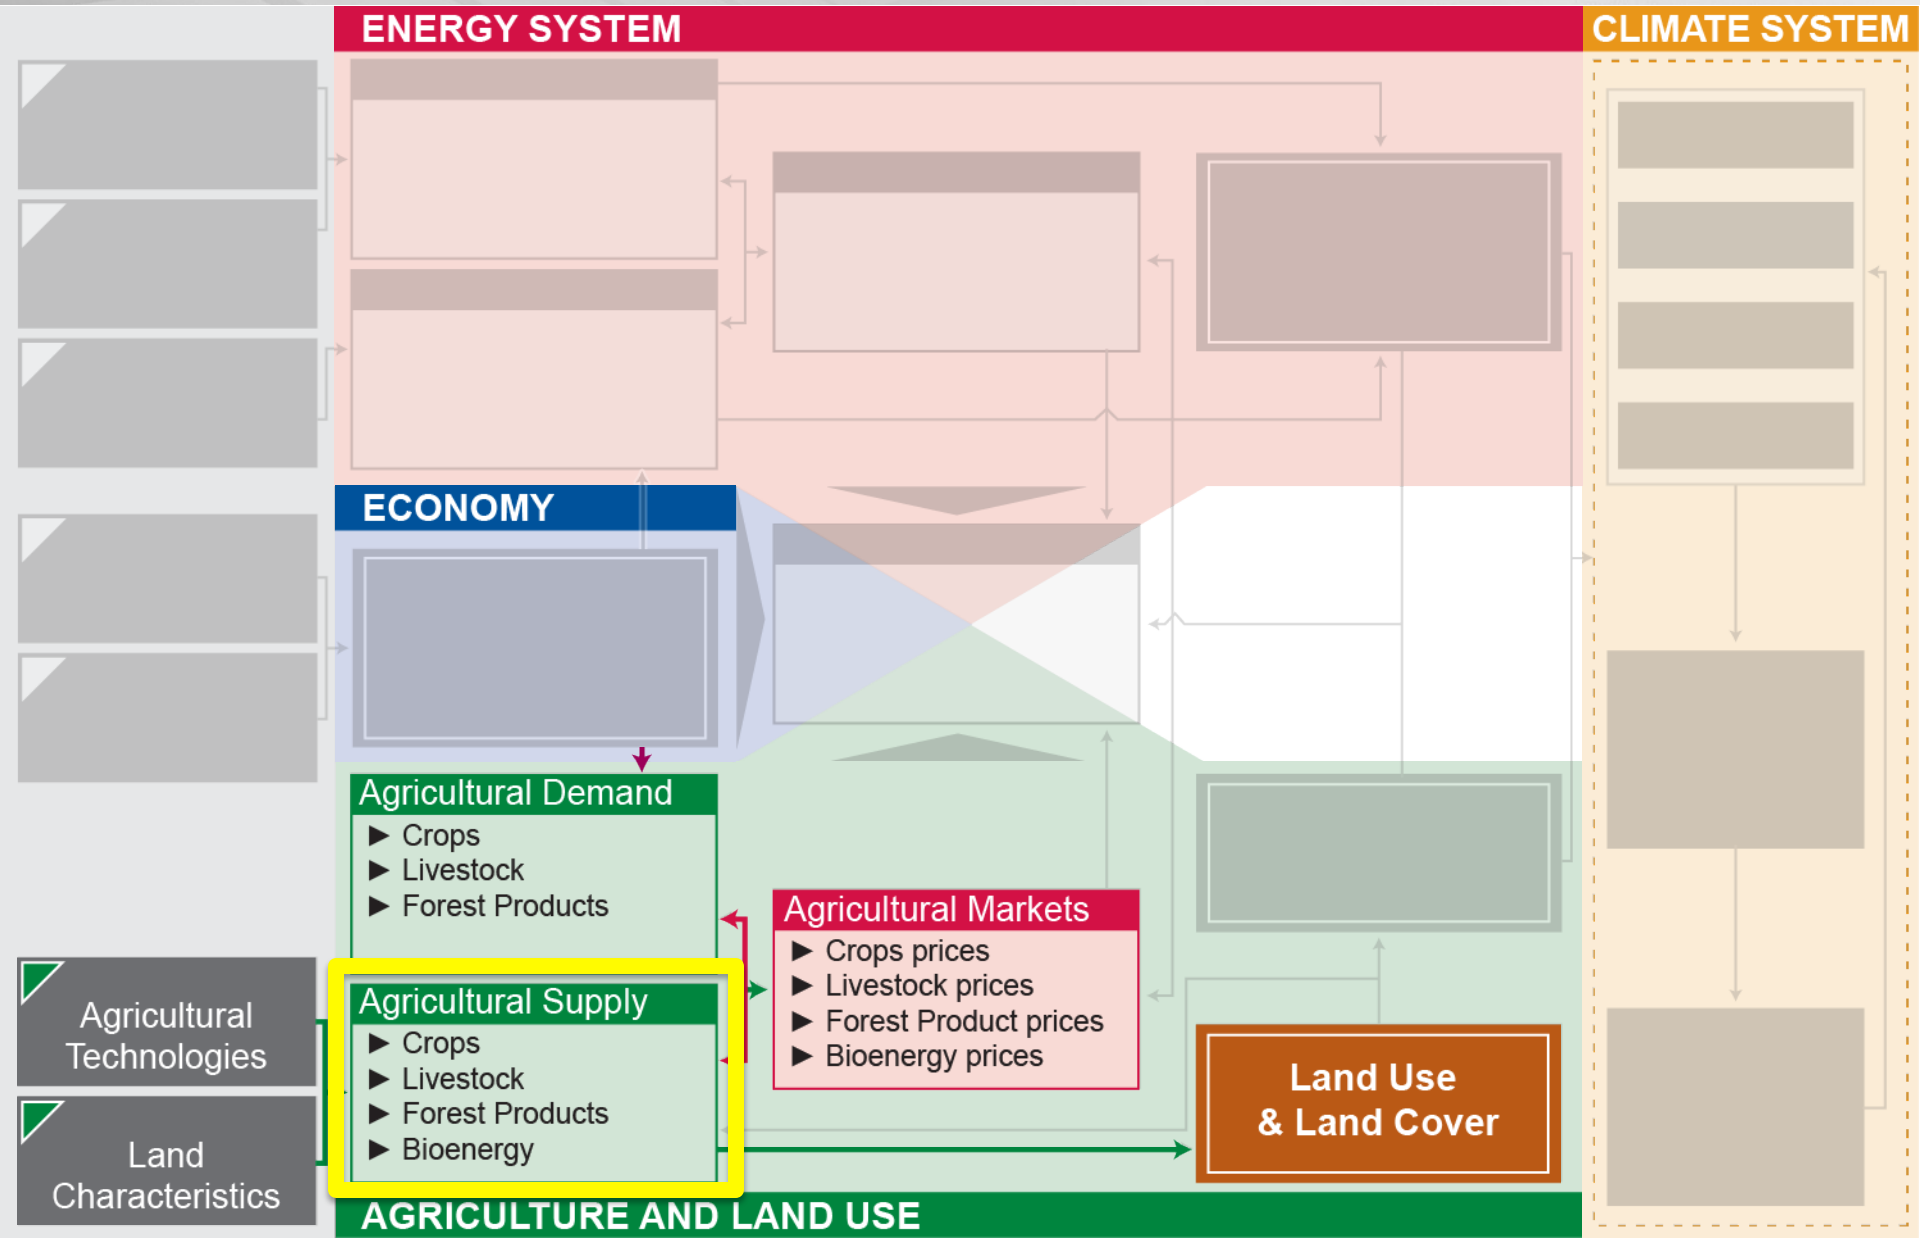 ENERGY SYSTEM
CLIMATE SYSTEM
ECONOMY
Agricultural Demand
► Crops
► Livestock
► Forest Products
Agricultural Markets
► Crops prices
► Livestock prices
► Forest Product prices
► Bioenergy prices
Agricultural
Technologies
Agricultural Supply
► Crops
► Livestock
► Forest Products
► Bioenergy
Land
Characteristics
Land Use
& Land Cover
AGRICULTURE AND LAND USE